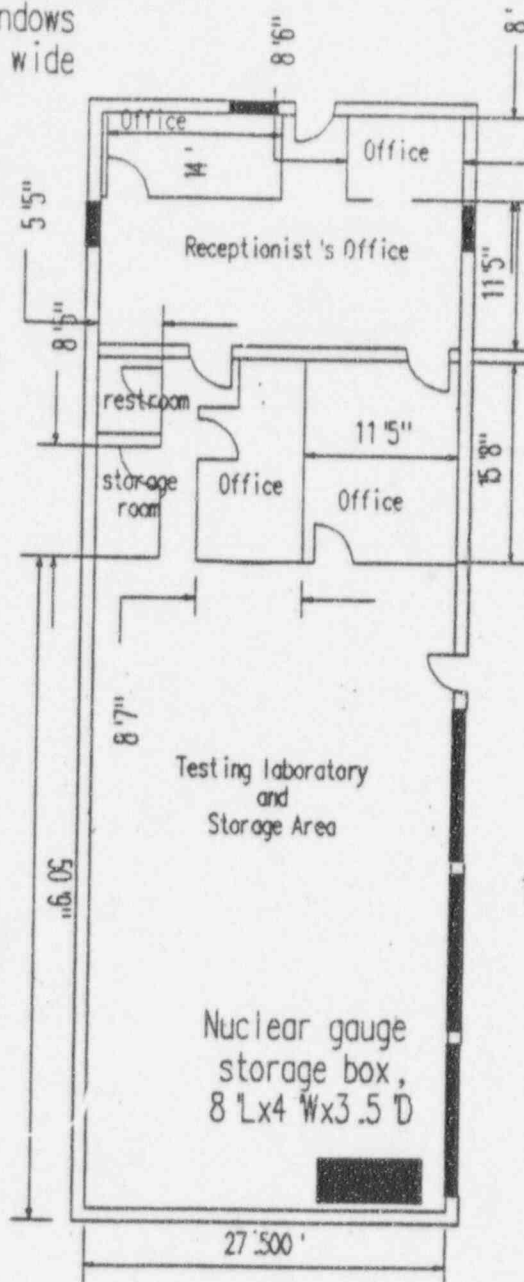 ndows
wide
8'6"
8'
Office
Office
14'
5'5"
Receptionist's Office
11'5"
8'5"
restroom
11'5"
15'8"
storage
room
Office
Office
8'7"
Testing laboratory
and
Storage Area
50'9"
Nuclear gauge
storage box,
8'Lx4'Wx3.5'D
27.500'